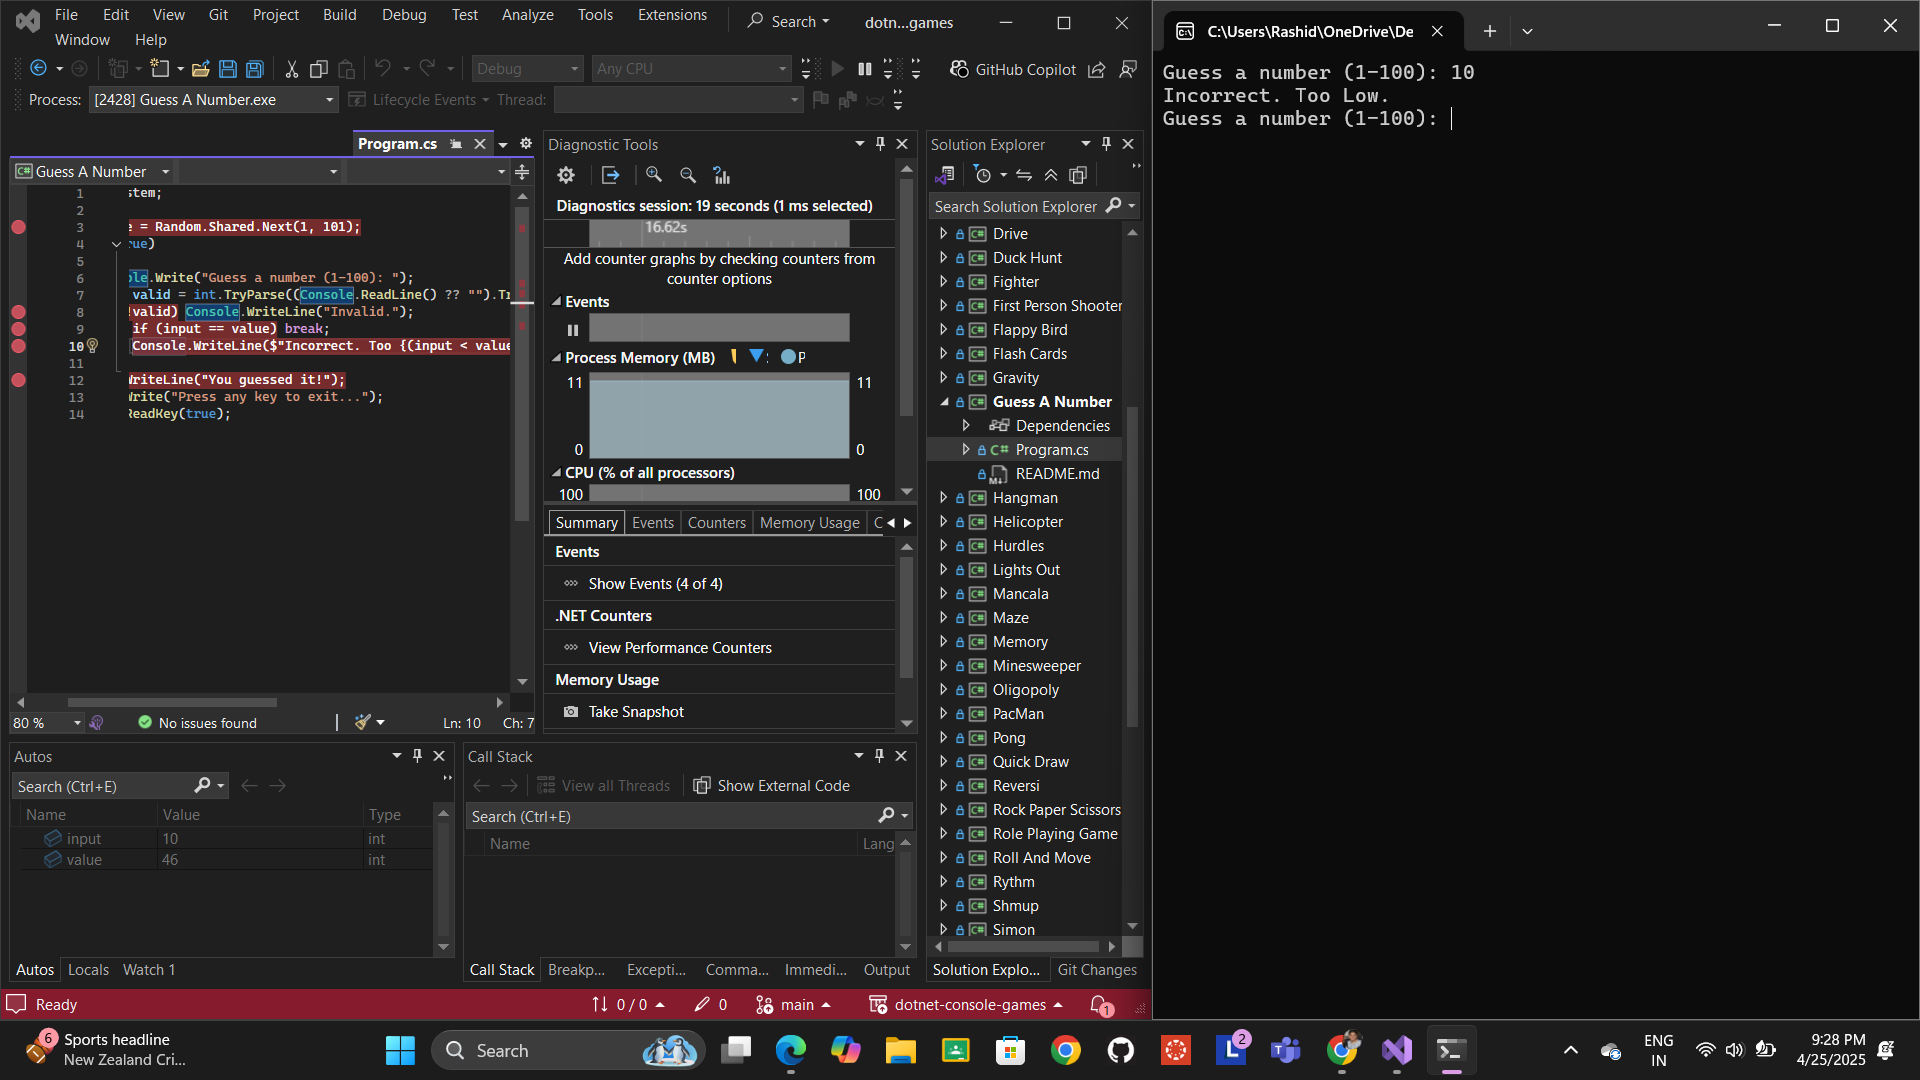 File Edit View Git Project Build Debug Test Analyze Tools Extensions Search dotn...games
Window Help
Debug Any CPU GitHub Copilot
Process: [2428] Guess A Number.exe Lifecycle Events Thread:
Program.cs
Guess A Number
1 stem;
2
3 e = Random.Shared.Next(1, 101);
4 rue)
5
6 ole.Write("Guess a number (1-100): ");
7 valid = int.TryParse((Console.ReadLine() ?? "").Tr
8 !valid) Console.WriteLine("Invalid.");
9 if (input == value) break;
10 Console.WriteLine($"Incorrect. Too {(input < value
11
12 WriteLine("You guessed it!");
13 Write("Press any key to exit...");
14 ReadKey(true);
80 % No issues found Ln: 10 Ch: 7
Diagnostic Tools
Diagnostics session: 19 seconds (1 ms selected)
16.62s
Add counter graphs by checking counters from
counter options
Events
Process Memory (MB) P
11 11
0 0
CPU (% of all processors)
100 100
Summary Events Counters Memory Usage C
Events
Show Events (4 of 4)
.NET Counters
View Performance Counters
Memory Usage
Take Snapshot
Solution Explorer
Search Solution Explorer
Drive
Duck Hunt
Fighter
First Person Shooter
Flappy Bird
Flash Cards
Gravity
Guess A Number
Dependencies
Program.cs
README.md
Hangman
Helicopter
Hurdles
Lights Out
Mancala
Maze
Memory
Minesweeper
Oligopoly
PacMan
Pong
Quick Draw
Reversi
Rock Paper Scissors
Role Playing Game
Roll And Move
Rythm
Shmup
Simon
Solution Explo... Git Changes
Autos
Search (Ctrl+E)
Name Value Type
input 10 int
value 46 int
Autos Locals Watch 1
Call Stack
View all Threads Show External Code
Search (Ctrl+E)
Name Lang
Call Stack Breakp... Excepti... Comma... Immedi... Output
Ready 0 / 0 0 main dotnet-console-games 1
C:\Users\Rashid\OneDrive\De
Guess a number (1-100): 10
Incorrect. Too Low.
Guess a number (1-100):
6 Sports headline
New Zealand Cri...
Search
2
ENG
IN
9:28 PM
4/25/2025